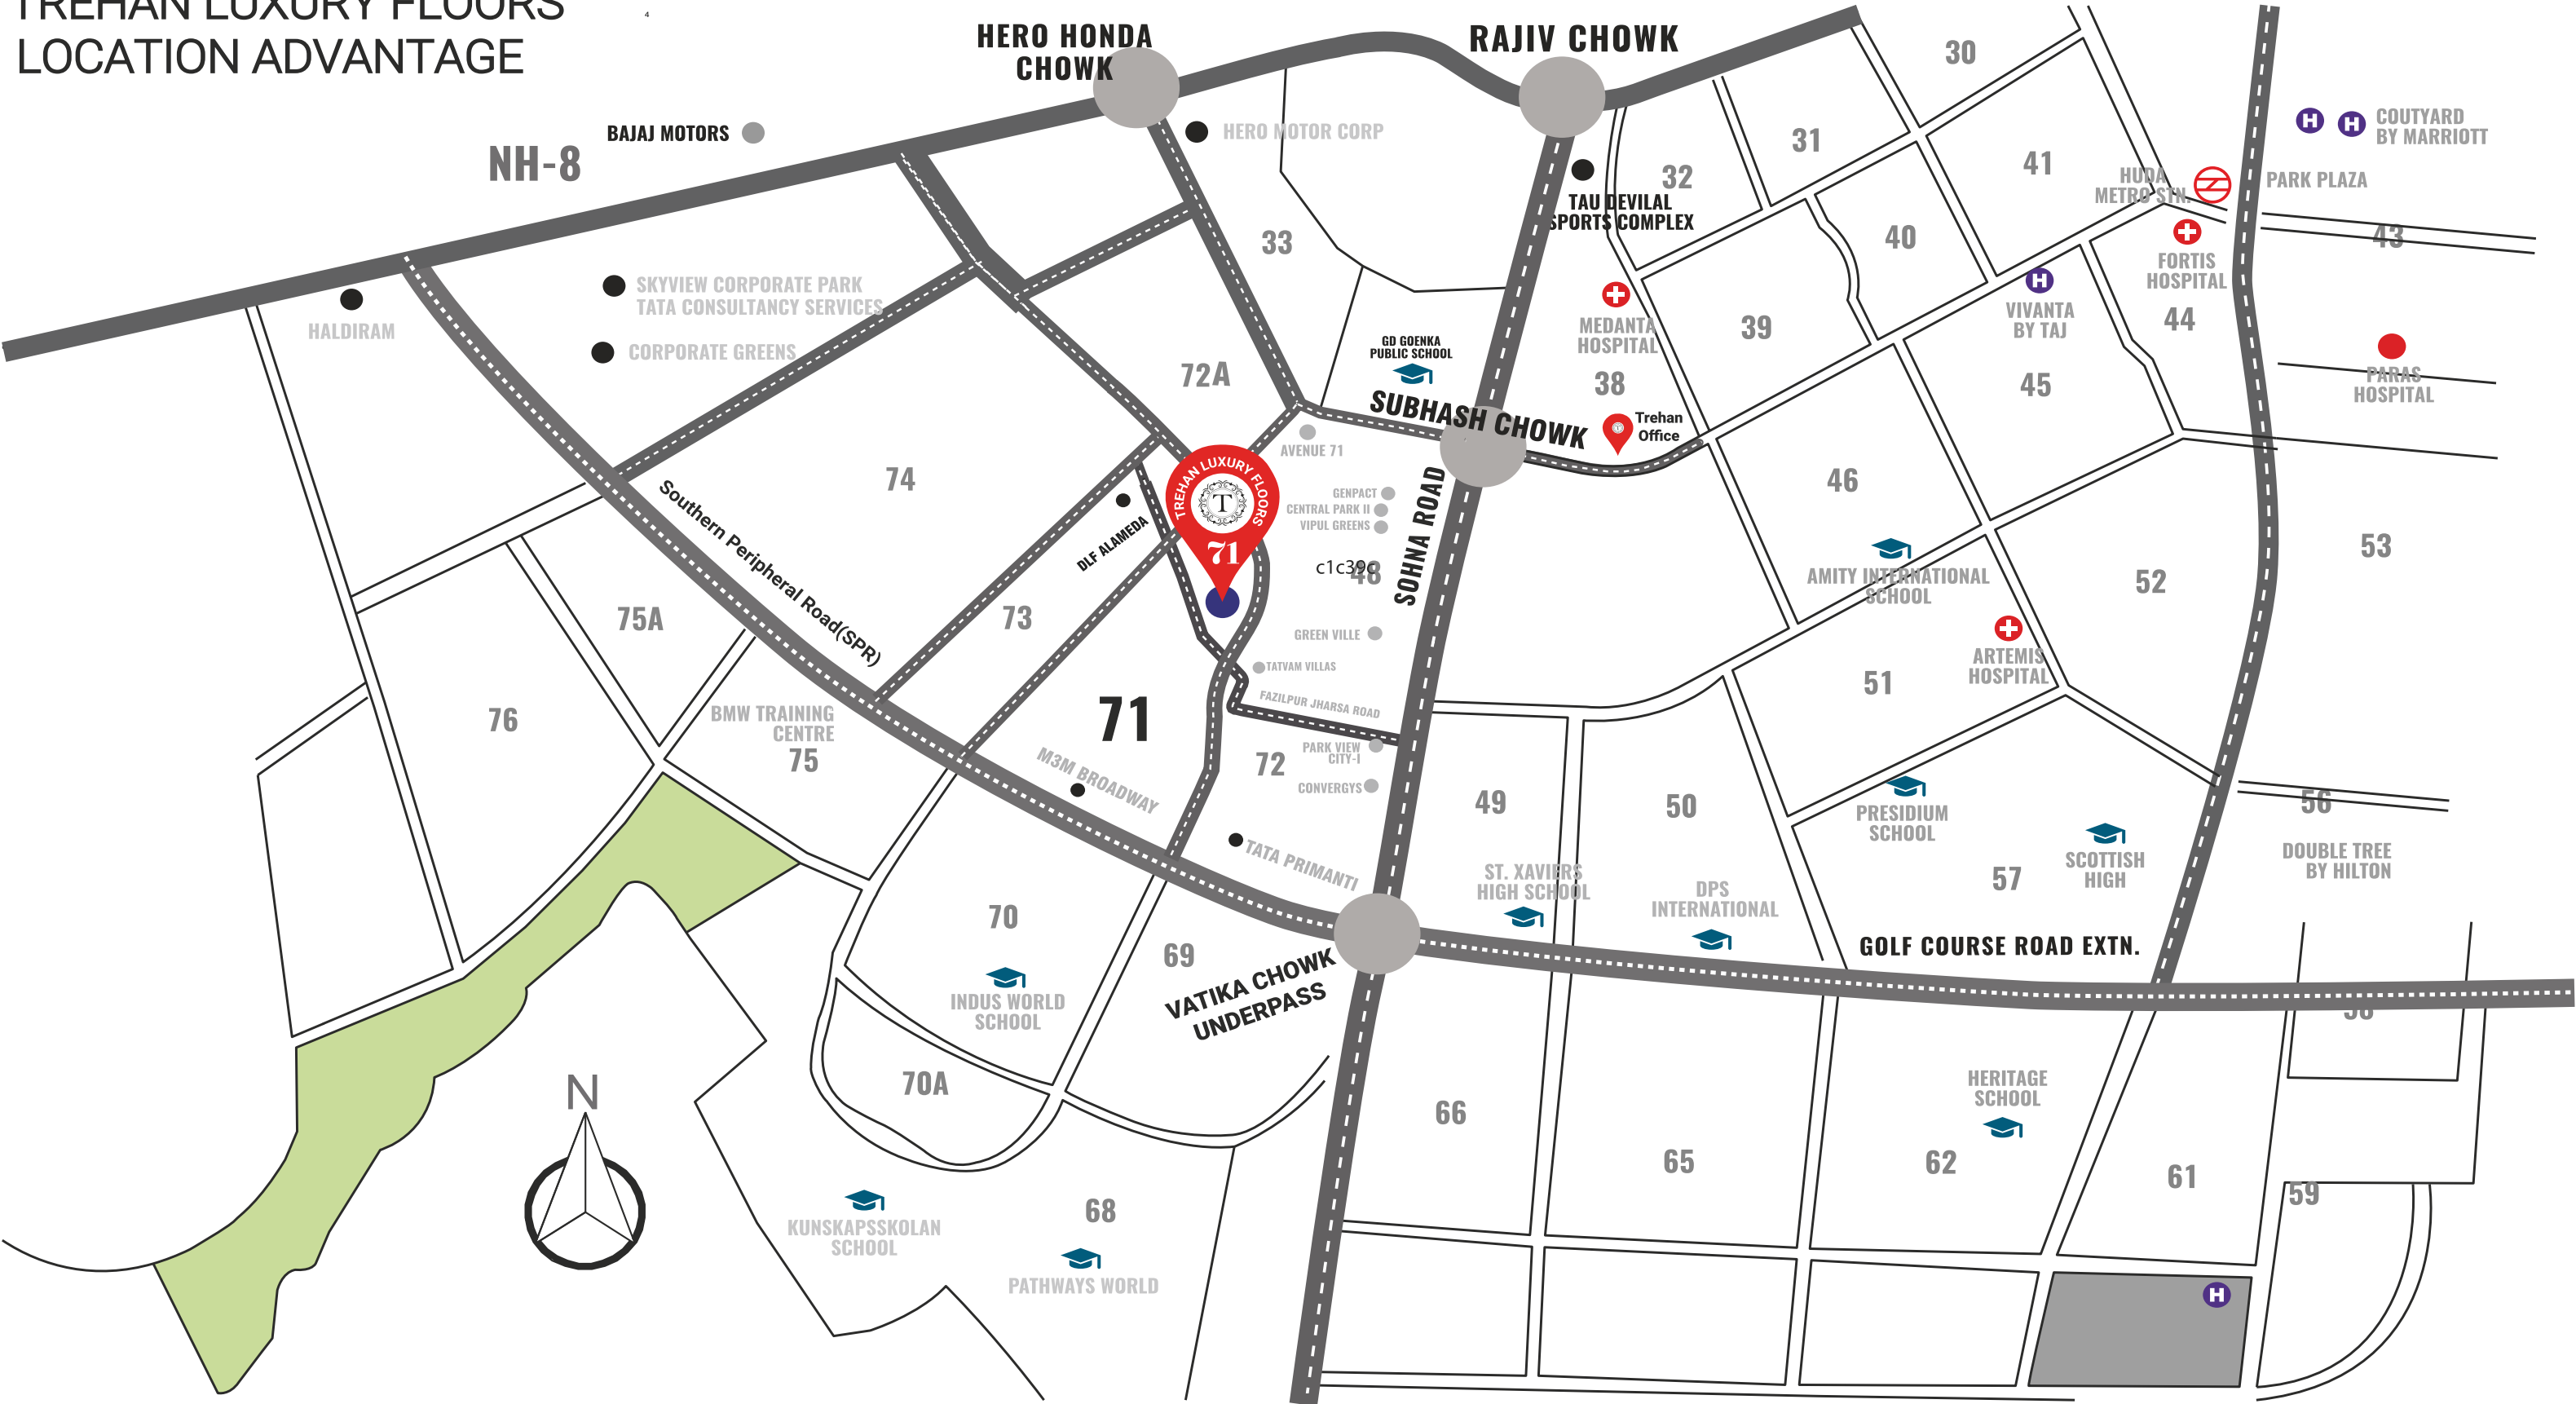 TREHAN LUXURY FLOORS
LOCATION ADVANTAGE
4
HERO HONDA
CHOWK
RAJIV CHOWK
30
COUTYARD
BY MARRIOTT
BAJAJ MOTORS
NH-8
HERO MOTOR CORP
31
32
41
HUDA
METRO STN.
PARK PLAZA
TAU DEVILAL
SPORTS COMPLEX
33
40
43
FORTIS
HOSPITAL
44
SKYVIEW CORPORATE PARK
TATA CONSULTANCY SERVICES
HALDIRAM
CORPORATE GREENS
MEDANTA
HOSPITAL
39
VIVANTA
BY TAJ
GD GOENKA
PUBLIC SCHOOL
72A
38
45
PARAS
HOSPITAL
SUBHASH CHOWK
Trehan
Office
AVENUE 71
74
46
TREHAN LUXURY FLOORS
T
71
GENPACT
CENTRAL PARK II
VIPUL GREENS
SOHNA ROAD
DLF ALAMEDA
c1c39c
48
53
Southern Peripheral Road(SPR)
AMITY INTERNATIONAL
SCHOOL
52
75A
73
GREEN VILLE
TATVAM VILLAS
ARTEMIS
HOSPITAL
51
FAZILPUR JHARSA ROAD
76
BMW TRAINING
CENTRE
75
71
M3M BROADWAY
72
PARK VIEW
CITY-I
CONVERGYS
49
50
PRESIDIUM
SCHOOL
56
SCOTTISH
HIGH
DOUBLE TREE
BY HILTON
TATA PRIMANTI
57
ST. XAVIERS
HIGH SCHOOL
DPS
INTERNATIONAL
70
69
GOLF COURSE ROAD EXTN.
VATIKA CHOWK
UNDERPASS
INDUS WORLD
SCHOOL
70A
N
66
HERITAGE
SCHOOL
65
62
61
59
68
KUNSKAPSSKOLAN
SCHOOL
PATHWAYS WORLD